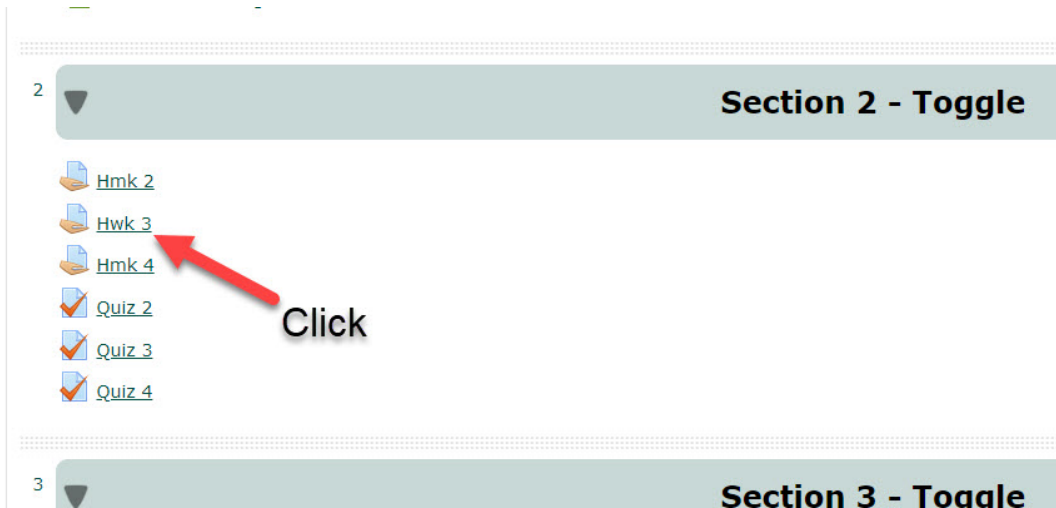 2
Section 2 - Toggle
Hmk 2
Hwk 3
Hmk 4
Click
Quiz 2
Quiz 3
Quiz 4
3
Section 3 - Toggle